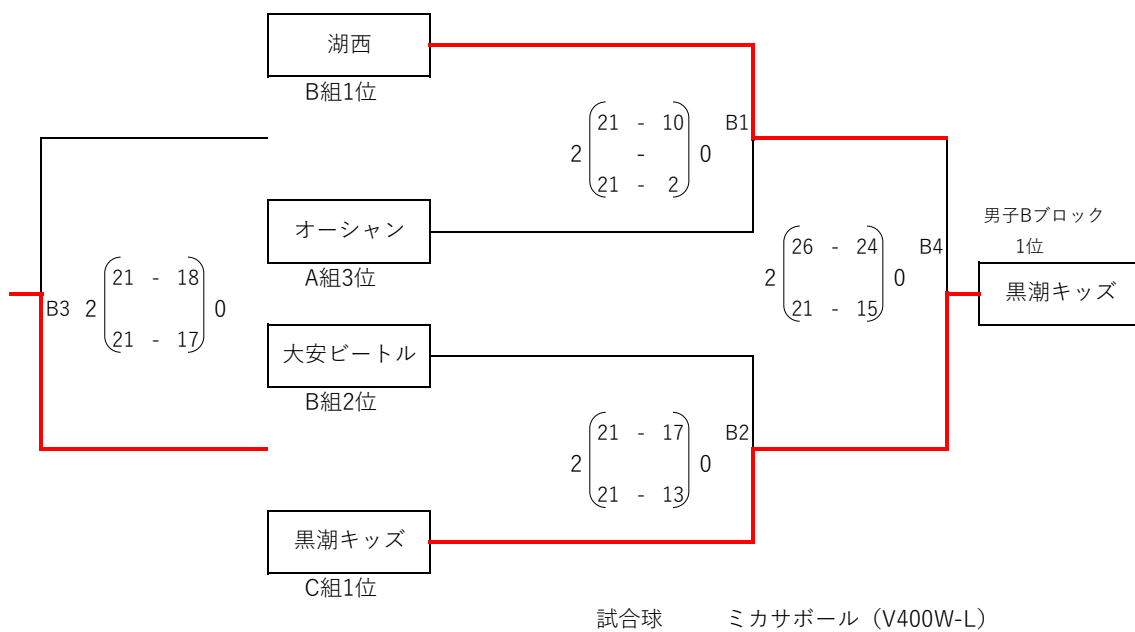 湖西
B組1位
21 - 10 B1
2 - 0
21 - 2
オーシャン
A組3位
男子Bブロック
1位
黒潮キッズ
26 - 24 B4
2 0
21 - 15
21 - 18
B3 2 0
21 - 17
大安ビートル
B組2位
21 - 17 B2
2 0
21 - 13
黒潮キッズ
C組1位
試合球 ミカサボール（V400W-L）